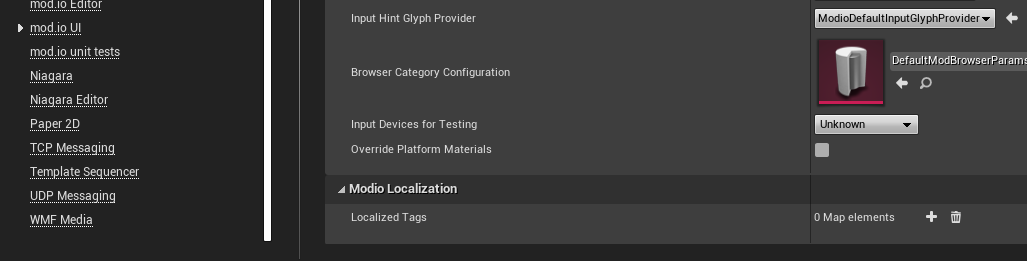 mod.io Editor
mod.io UI
mod.io unit tests
Niagara
Niagara Editor
Paper 2D
TCP Messaging
Template Sequencer
UDP Messaging
WMF Media
Input Hint Glyph Provider
ModioDefaultInputGlyphProvider
Browser Category Configuration
DefaultModBrowserParams
Input Devices for Testing
Unknown
Override Platform Materials
Modio Localization
Localized Tags
0 Map elements